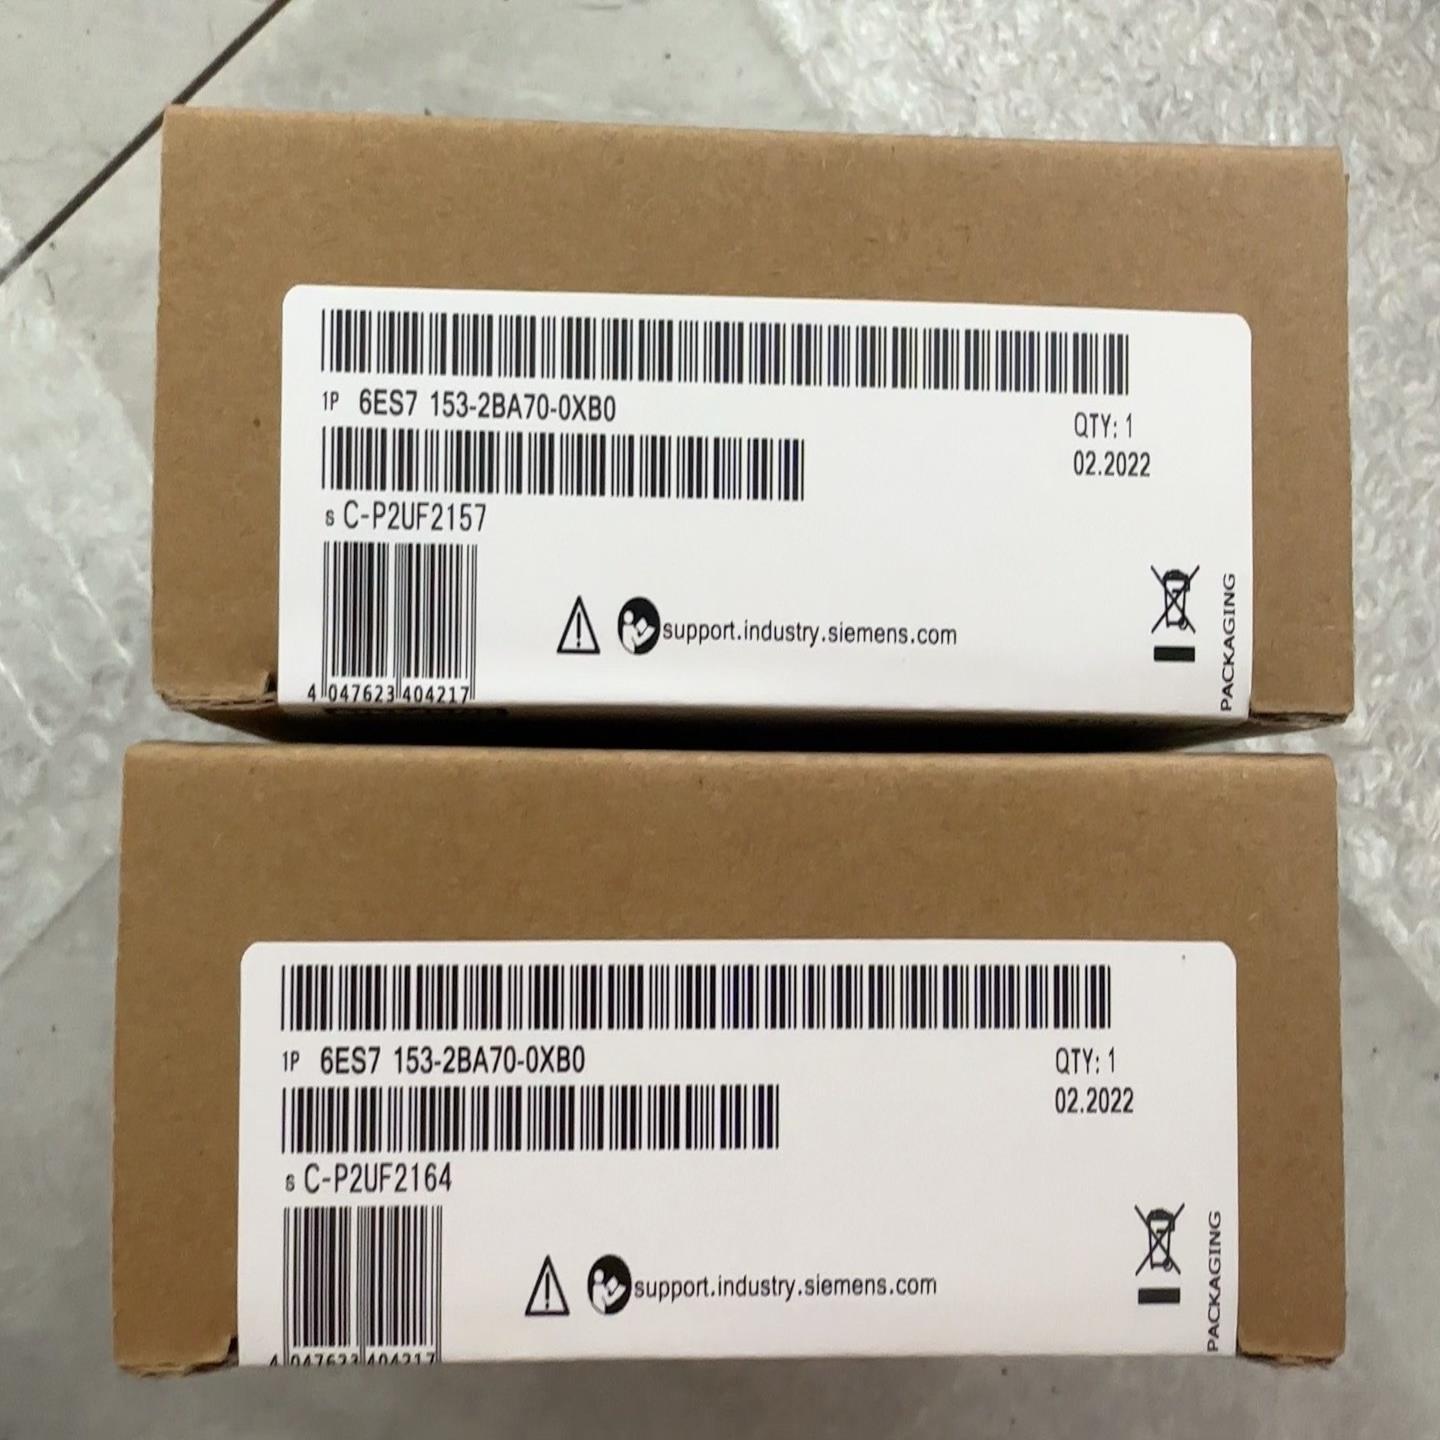 1P 6ES7 153-2BA70-0XB0
QTY: 1
02.2022
S C-P2UF2157
support.industry.siemens.com
PACKAGING
4 047623 404217
1P 6ES7 153-2BA70-0XB0
QTY: 1
02.2022
S C-P2UF2164
support.industry.siemens.com
PACKAGING
4 047623 404217